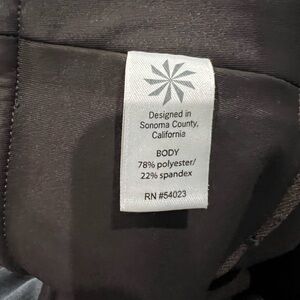 Designed in
Sonoma County,
California
BODY
78% polyester/
22% spandex
RN #54023